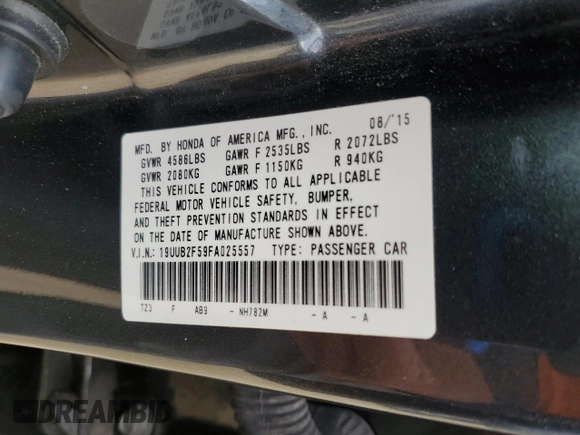 MFD. BY HONDA OF AMERICA MFG., INC. 08/'15
GVWR 4586LBS GAWR F 2535LBS R 2072LBS
GVWR 2080KG GAWR F 1150KG R 940KG
THIS VEHICLE CONFORMS TO ALL APPLICABLE
FEDERAL MOTOR VEHICLE SAFETY, BUMPER,
AND THEFT PREVENTION STANDARDS IN EFFECT
ON THE DATE OF MANUFACTURE SHOWN ABOVE.
V.I.N.: 19UUB2F59FA025557 TYPE: PASSENGER CAR
TZ3 F AB9 - NH782M - A - A
DREAMBID